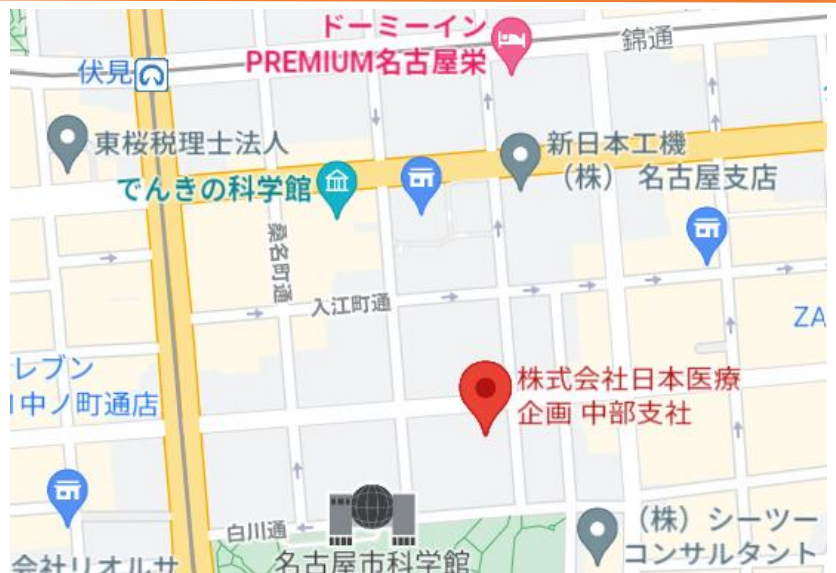 ドーミーイン
PREMIUM名古屋栄
錦通
伏見
東桜税理士法人
新日本工機
(株) 名古屋支店
でんきの科学館
桑名町通
入江町通
ZA
レブン
中ノ町通店
株式会社日本医療
企画 中部支社
白川通
名古屋市科学館
(株) シーツー
コンサルタント
会社リオルサ